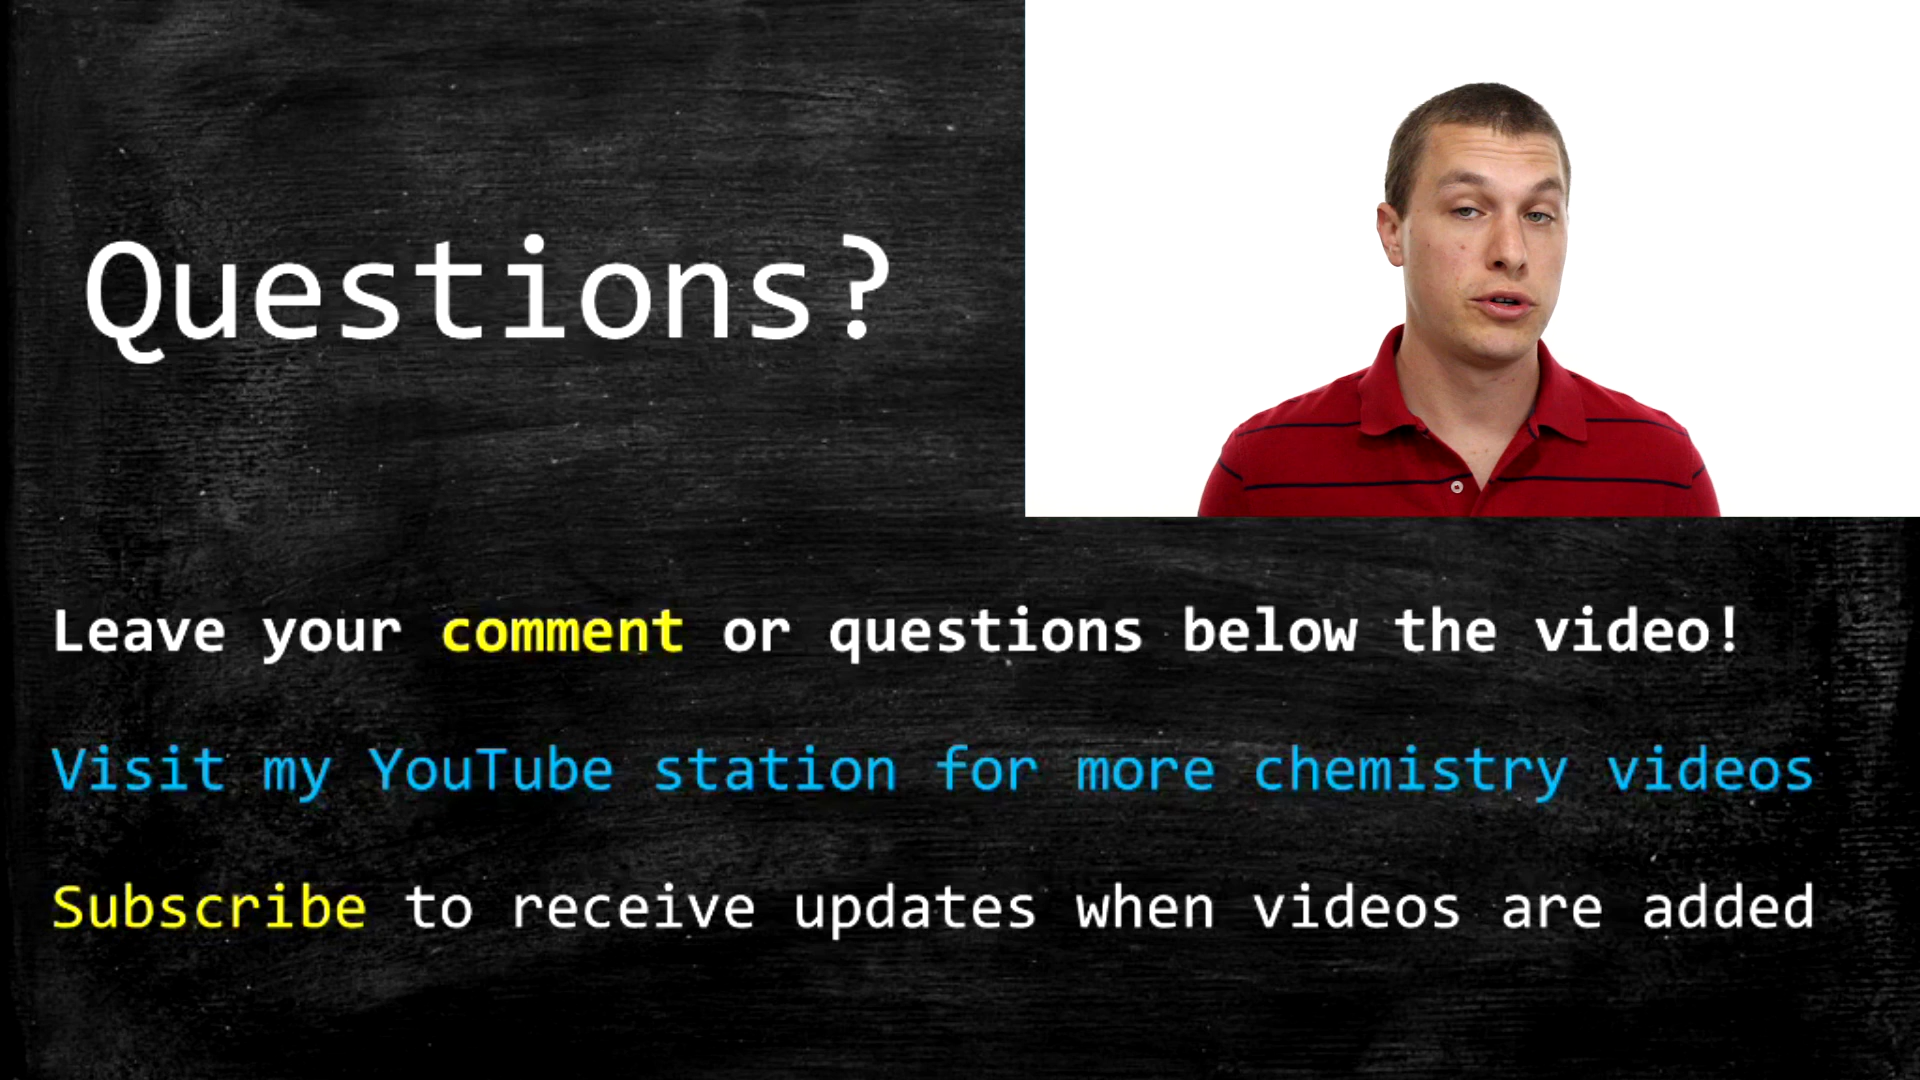 Questions?
Leave your comment or questions below the video!
Visit my YouTube station for more chemistry videos
Subscribe to receive updates when videos are added